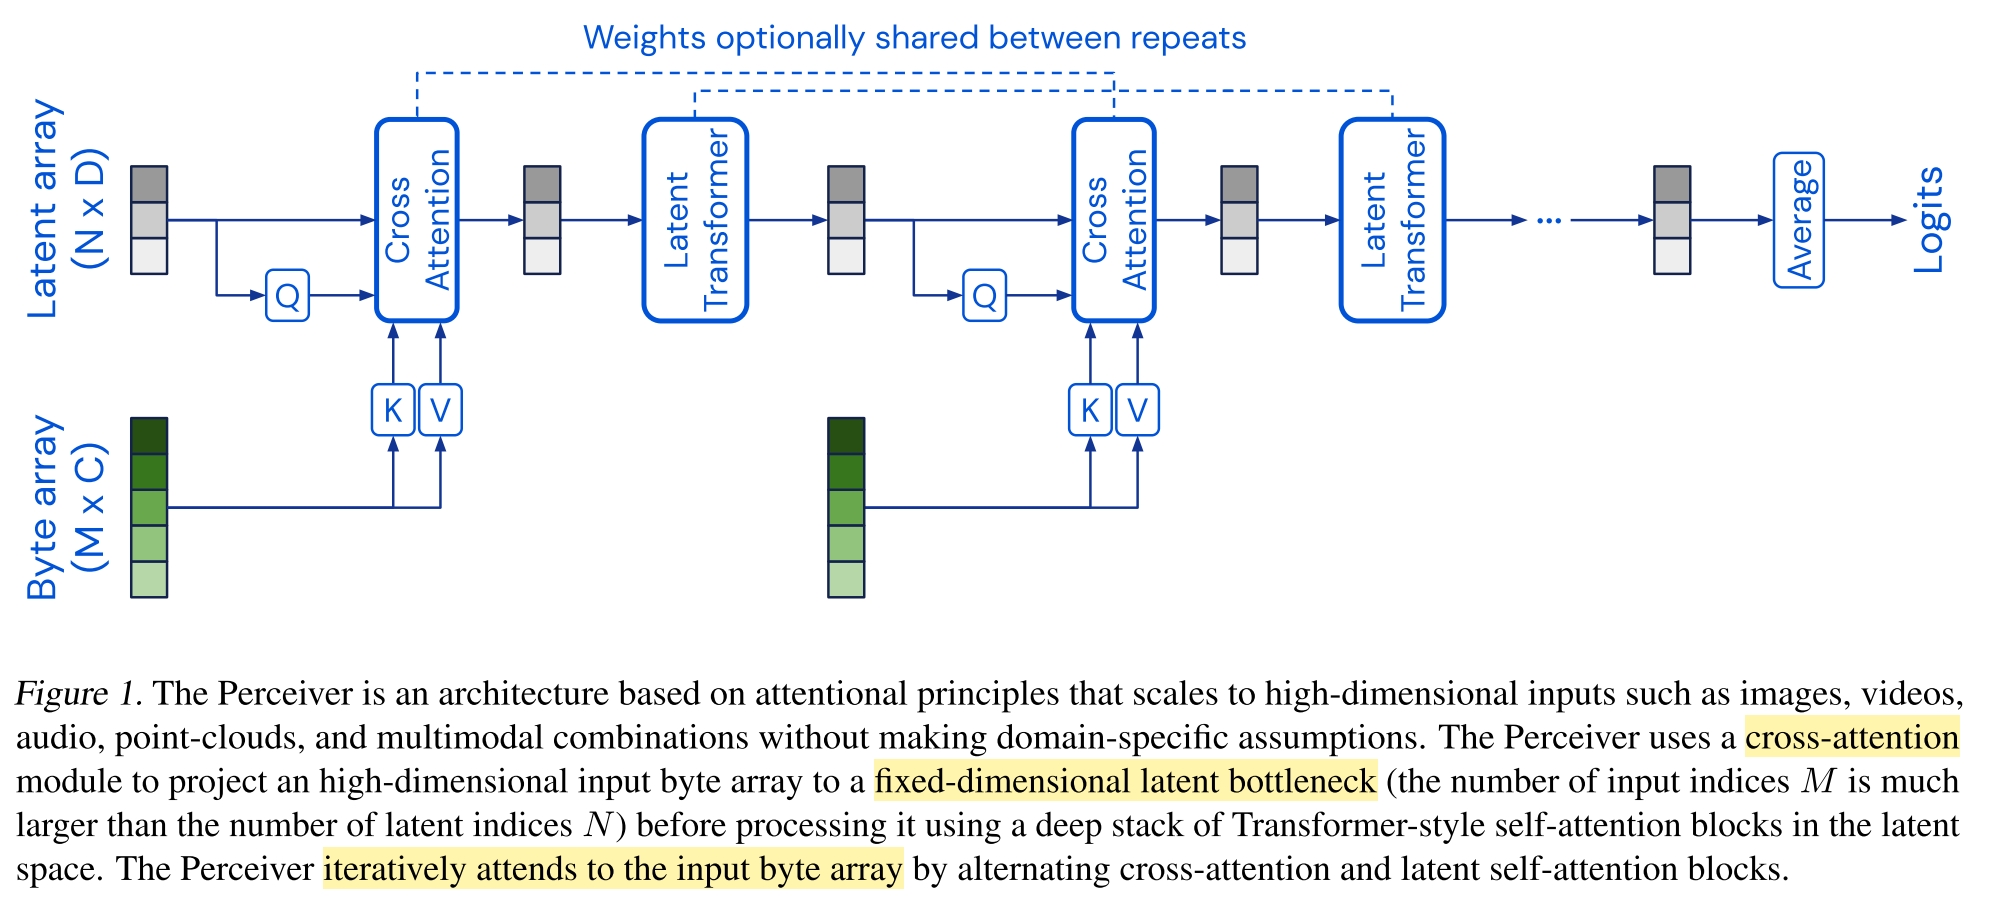 Weights optionally shared between repeats
Latent array
(N x D)
Cross
Attention
Latent
Transformer
Cross
Attention
Latent
Transformer
...
Average
Logits
Q
Q
K
V
K
V
Byte array
(M x C)
Figure 1. The Perceiver is an architecture based on attentional principles that scales to high-dimensional inputs such as images, videos,
audio, point-clouds, and multimodal combinations without making domain-specific assumptions. The Perceiver uses a cross-attention
module to project an high-dimensional input byte array to a fixed-dimensional latent bottleneck (the number of input indices M is much
larger than the number of latent indices N) before processing it using a deep stack of Transformer-style self-attention blocks in the latent
space. The Perceiver iteratively attends to the input byte array by alternating cross-attention and latent self-attention blocks.